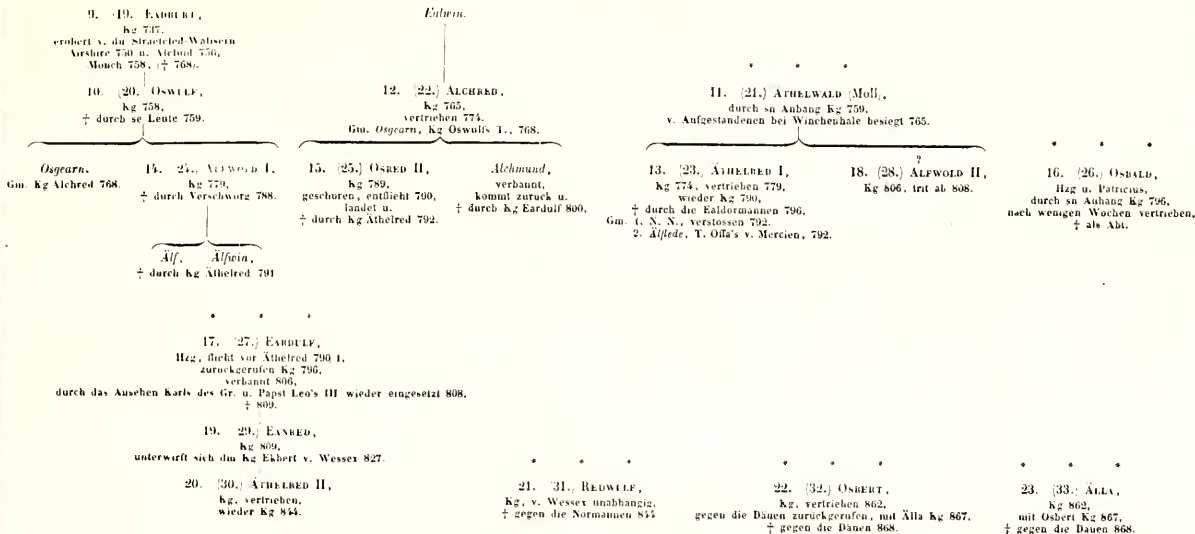 9. (19.) EADBERT,
Kg 737,
erobert v. dn Straetcled-Walisern
Airshire 750 u. Alcluid 756,
Mönch 758, († 768).
10. (20.) OSWULF,
Kg 758,
† durch se Leute 759.
Osgearn.
Gm. Kg Alchred 768.
14. (24.) ALFWOLD I,
Kg 779,
† durch Verschwörg 788.
Älf, Älfwin,
† durch Kg Äthelred 791
Eadwin.
12. (22.) ALCHRED,
Kg 765,
vertrieben 774.
Gm. Osgearn, Kg Oswulfs T., 768.
15. (25.) OSRED II,
Kg 789,
geschoren, entflieht 790,
landet u.
† durch Kg Äthelred 792.
Alchmund,
verbannt,
kommt zurück u.
† durch Kg Eardulf 800.
* * *
11. (21.) ÄTHELWALD (Moll),
durch sn Anhang Kg 759,
v. Aufgestandenen bei Winchenhale besiegt 765.
13. (23.) ÄTHELRED I,
Kg 774, vertrieben 779,
wieder Kg 790,
† durch die Ealdormannen 796,
Gm. 1. N. N., verstossen 792.
2. Älflede, T. Offa's v. Mercien, 792.
?
18. (28.) ALFWOLD II,
Kg 806, tritt ab 808.
* * *
16. (26.) OSBALD,
Hzg u. Patricius,
durch sn Anhang Kg 796,
nach wenigen Wochen vertrieben,
† als Abt.
* * *
17. (27.) EARDULF,
Hzg, flieht vor Äthelred 790/1,
zurückgerufen Kg 796,
verbannt 806,
durch das Ansehen Karls des Gr. u. Papst Leo's III wieder eingesetzt 808,
† 809.
19. (29.) EANRED,
Kg 809,
unterwirft sich dm Kg Ekbert v. Wessex 827.
20. (30.) ÄTHELRED II,
Kg, vertrieben,
wieder Kg 844.
* * *
21. (31.) REDWULF,
Kg, v. Wessex unabhängig,
† gegen die Normannen 844
* * *
22. (32.) OSBERT,
Kg, vertrieben 862,
gegen die Dänen zurückgerufen, mit Älla Kg 867,
† gegen die Dänen 868.
* * *
23. (33.) ÄLLA,
Kg 862,
mit Osbert Kg 867,
† gegen die Dänen 868.